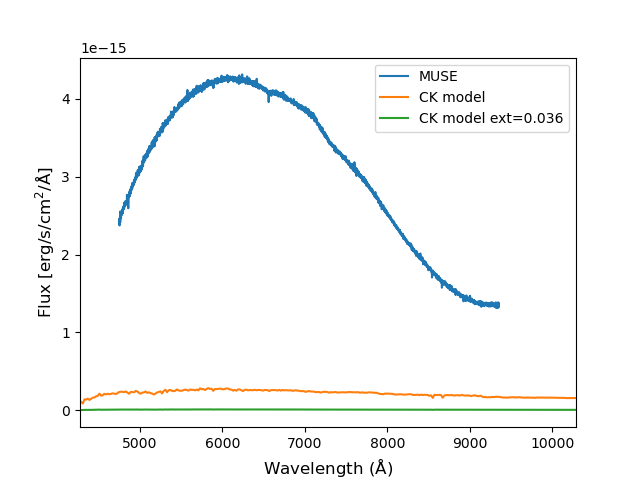 1e−15
MUSE
CK model
CK model ext=0.036
4
3
2
1
0
Flux [erg/s/cm²/Å]
5000 6000 7000 8000 9000 10000
Wavelength (Å)